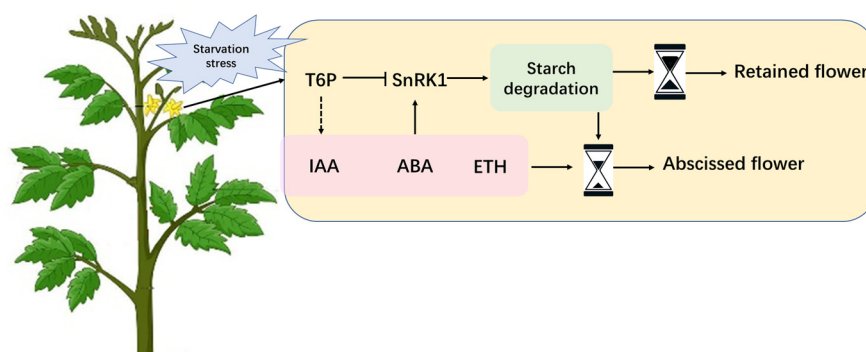 Starvation
stress
T6P
SnRK1
Starch
degradation
Retained flower
IAA
ABA
ETH
Abscissed flower